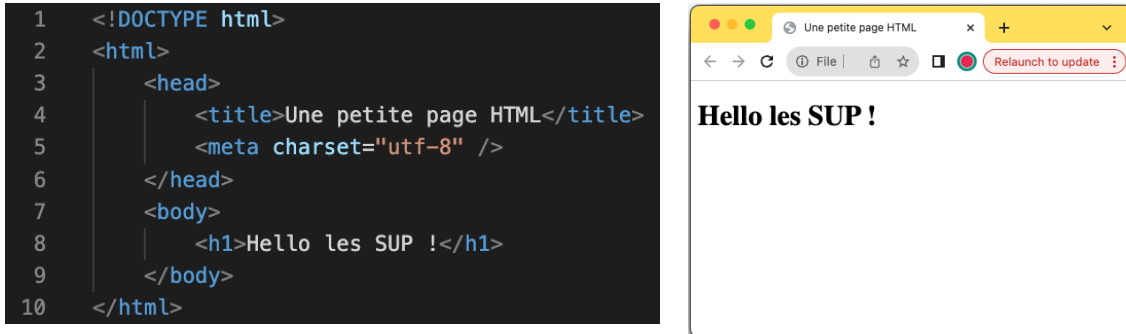 1 <!DOCTYPE html>
2 <html>
3 <head>
4 <title>Une petite page HTML</title>
5 <meta charset="utf-8" />
6 </head>
7 <body>
8 <h1>Hello les SUP !</h1>
9 </body>
10 </html>
Une petite page HTML
File
Relaunch to update
Hello les SUP !